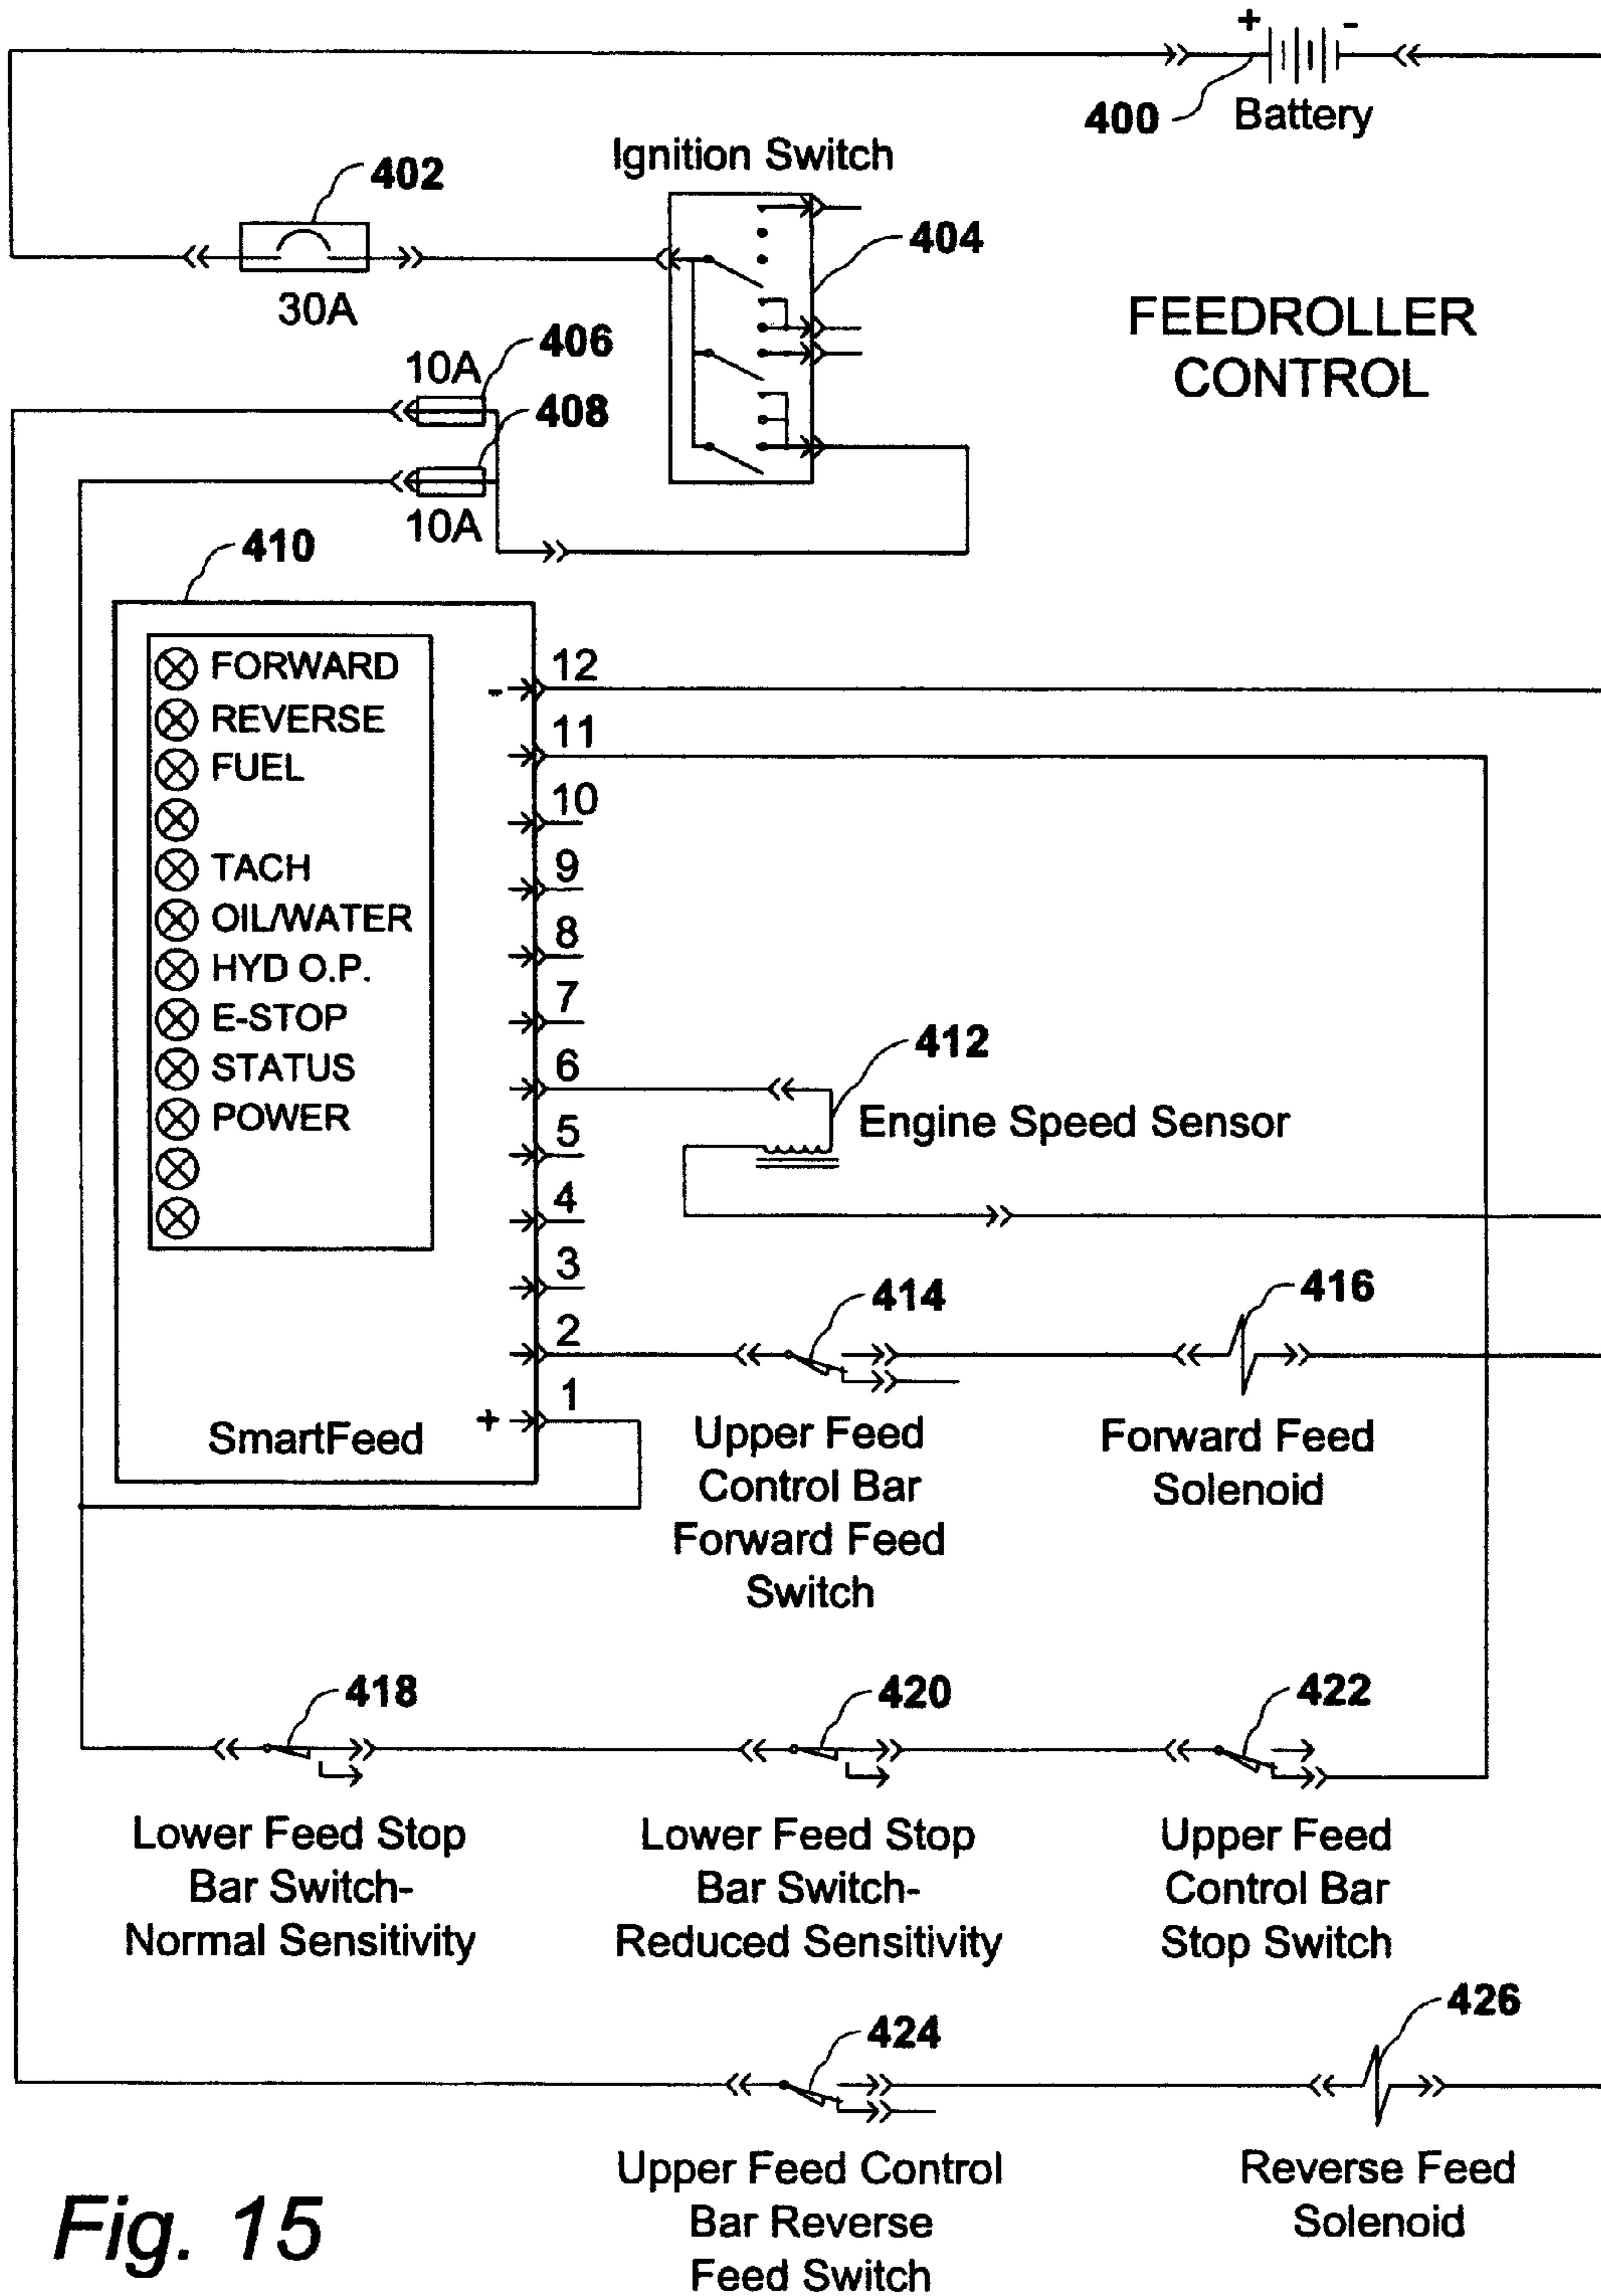 + -
400
Battery
Ignition Switch
402
404
30A
FEEDROLLER
CONTROL
10A
406
408
10A
410
FORWARD
REVERSE
FUEL
TACH
OIL/WATER
HYD O.P.
E-STOP
STATUS
POWER
SmartFeed
- 12
11
10
9
8
7
6
5
4
3
2
+ 1
412
Engine Speed Sensor
414
416
Upper Feed
Control Bar
Forward Feed
Switch
Forward Feed
Solenoid
418
420
422
Lower Feed Stop
Bar Switch-
Normal Sensitivity
Lower Feed Stop
Bar Switch-
Reduced Sensitivity
Upper Feed
Control Bar
Stop Switch
424
426
Upper Feed Control
Bar Reverse
Feed Switch
Reverse Feed
Solenoid
Fig. 15